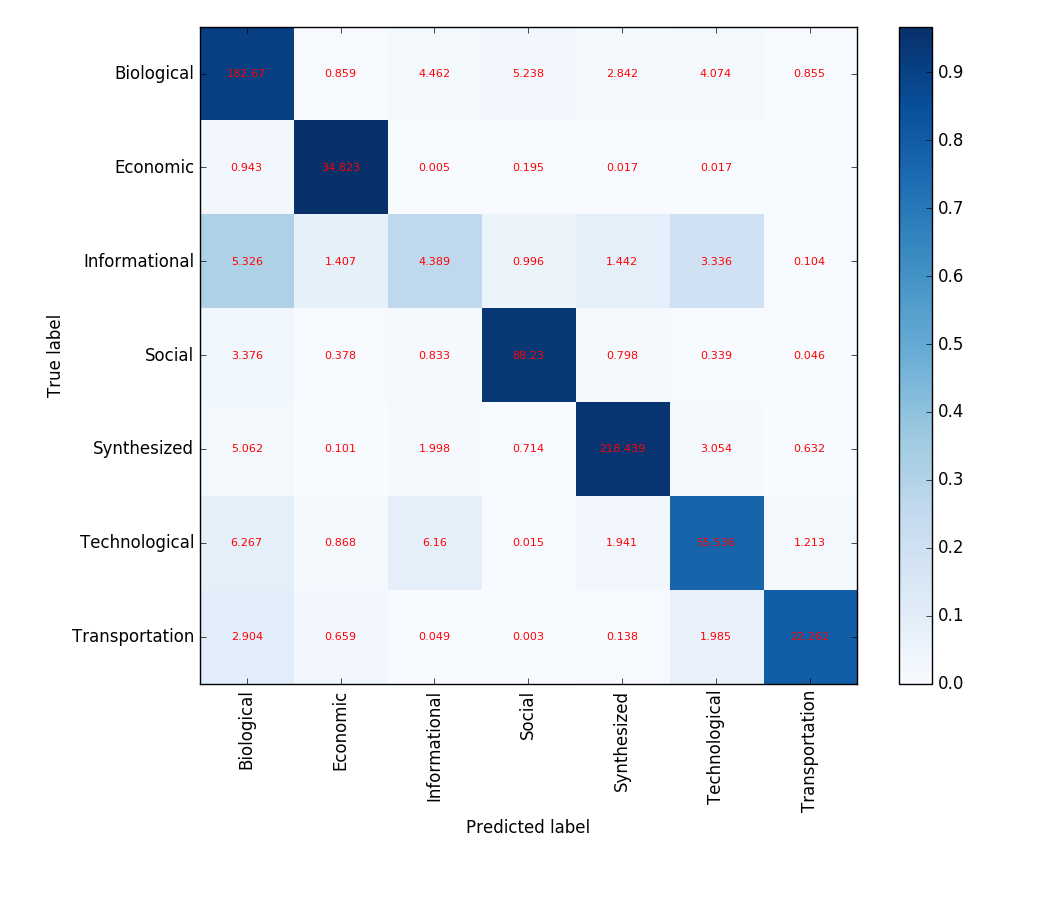 Biological 182.67 0.859 4.462 5.238 2.842 4.074 0.855 0.9
Economic 0.943 34.823 0.005 0.195 0.017 0.017 0.8
0.7
Informational 5.326 1.407 4.389 0.996 1.442 3.336 0.104 0.6
True label
Social 3.376 0.378 0.833 88.23 0.798 0.339 0.046 0.5
0.4
Synthesized 5.062 0.101 1.998 0.714 218.439 3.054 0.632 0.3
Technological 6.267 0.868 6.16 0.015 1.941 1.213 0.2
Transportation 2.904 0.659 0.049 0.003 0.138 1.985 0.1
0.0
Biological Economic Informational Social Synthesized Technological Transportation
Predicted label